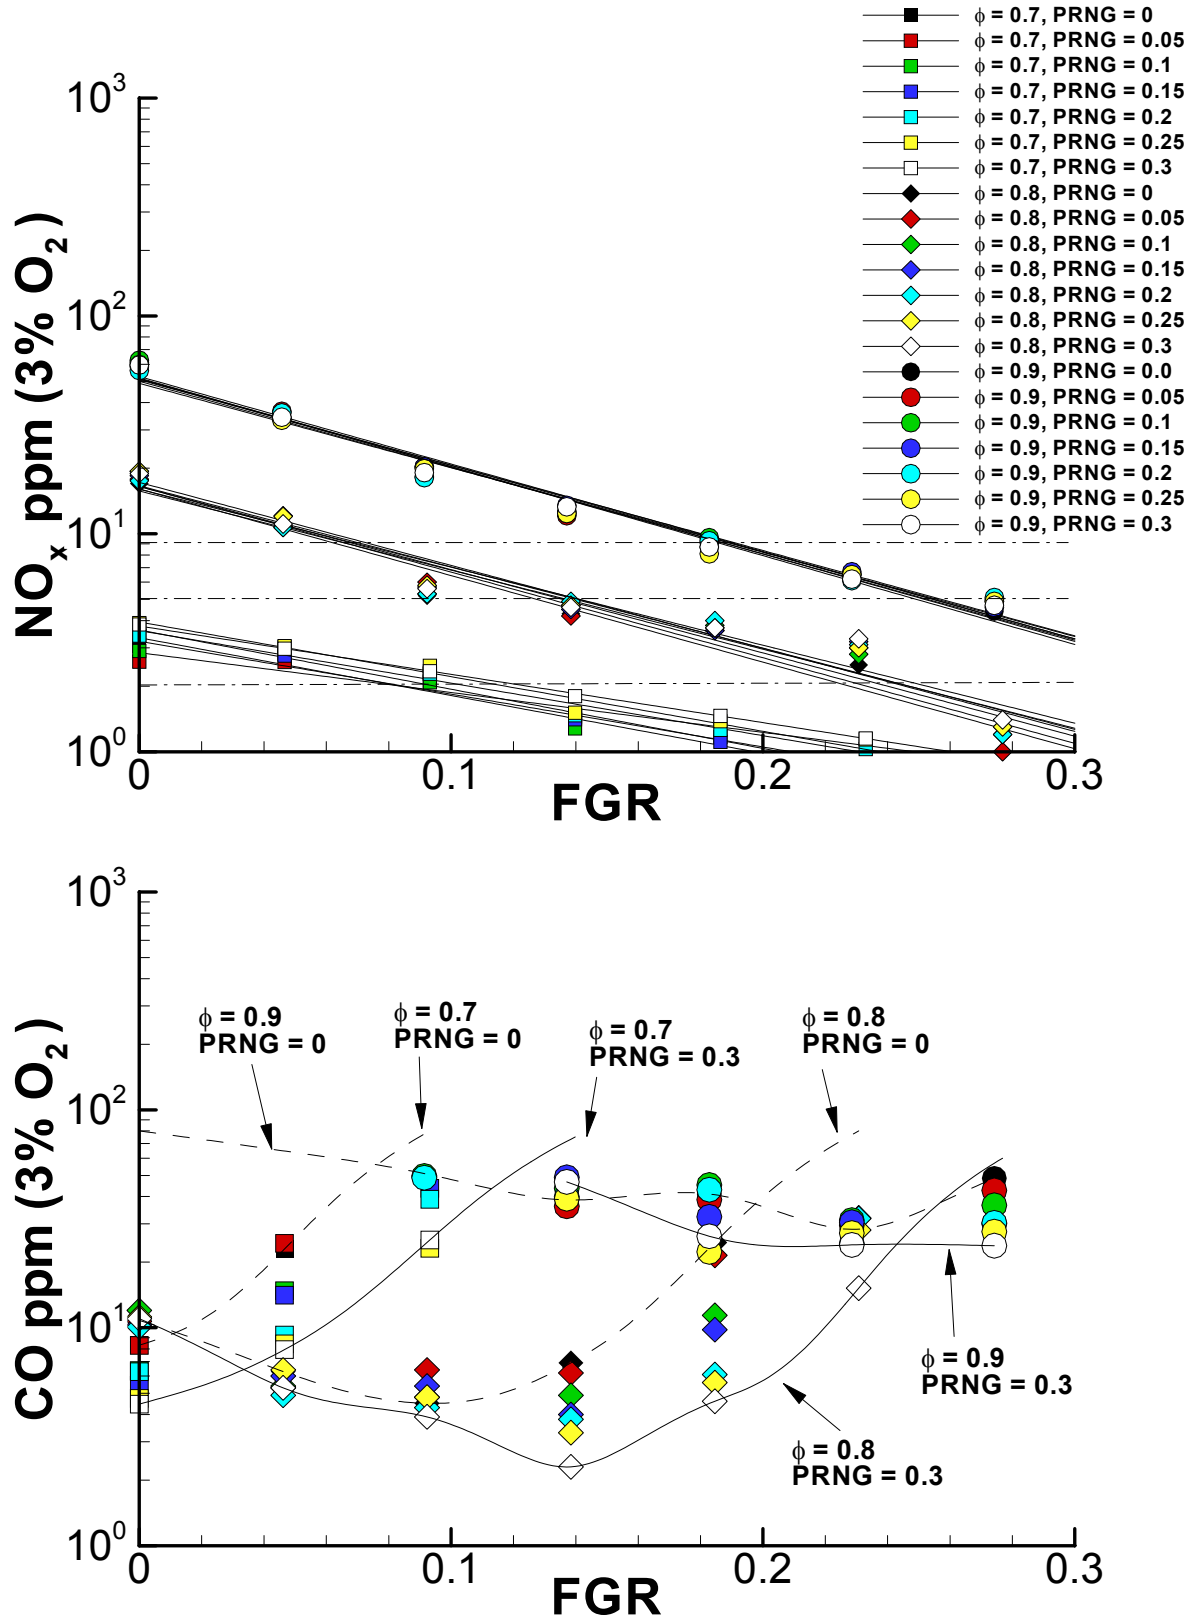 ϕ = 0.7, PRNG = 0
ϕ = 0.7, PRNG = 0.05
ϕ = 0.7, PRNG = 0.1
ϕ = 0.7, PRNG = 0.15
ϕ = 0.7, PRNG = 0.2
ϕ = 0.7, PRNG = 0.25
ϕ = 0.7, PRNG = 0.3
ϕ = 0.8, PRNG = 0
ϕ = 0.8, PRNG = 0.05
ϕ = 0.8, PRNG = 0.1
ϕ = 0.8, PRNG = 0.15
ϕ = 0.8, PRNG = 0.2
ϕ = 0.8, PRNG = 0.25
ϕ = 0.8, PRNG = 0.3
ϕ = 0.9, PRNG = 0.0
ϕ = 0.9, PRNG = 0.05
ϕ = 0.9, PRNG = 0.1
ϕ = 0.9, PRNG = 0.15
ϕ = 0.9, PRNG = 0.2
ϕ = 0.9, PRNG = 0.25
ϕ = 0.9, PRNG = 0.3
NOₓ ppm (3% O₂)
10³
10²
10¹
10⁰
0 0.1 0.2 0.3
FGR
CO ppm (3% O₂)
10³
10²
10¹
10⁰
ϕ = 0.9
PRNG = 0
ϕ = 0.7
PRNG = 0
ϕ = 0.7
PRNG = 0.3
ϕ = 0.8
PRNG = 0
ϕ = 0.9
PRNG = 0.3
ϕ = 0.8
PRNG = 0.3
0 0.1 0.2 0.3
FGR